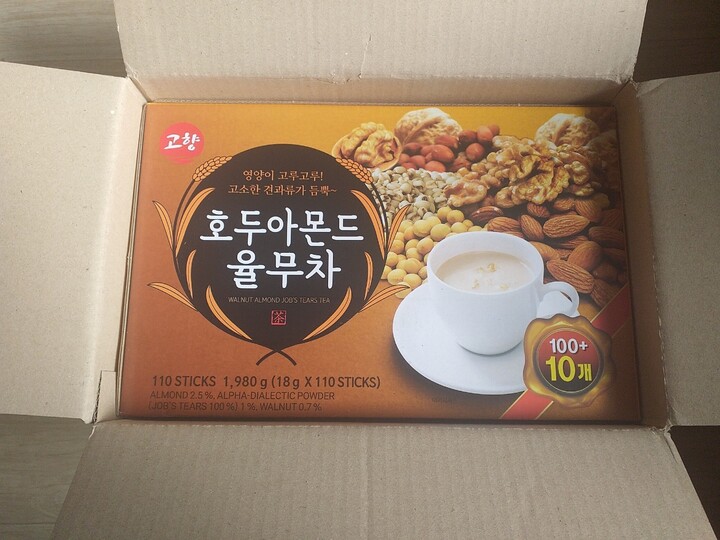 고향
영양이 고루고루!
고소한 견과류가 듬뿍~
호두아몬드
율무차
WALNUT ALMOND JOB'S TEARS TEA
茶
100+
10개
110 STICKS 1,980 g (18 g X 110 STICKS)
ALMOND 2.5 %, ALPHA-DIALECTIC POWDER
(JOB'S TEARS 100 %) 1 %, WALNUT 0.7 %